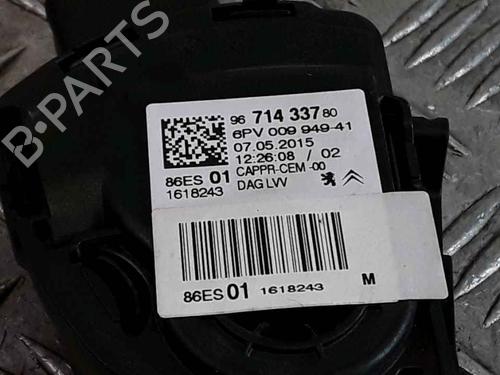 B-PARTS
96 714 337 80
6PV 009 949-41
07.05.2015
12:26:08 / 02
86ES 01 CAPPR-CEM -00
1618243 DAG LVV
86ES 01 1618243 M